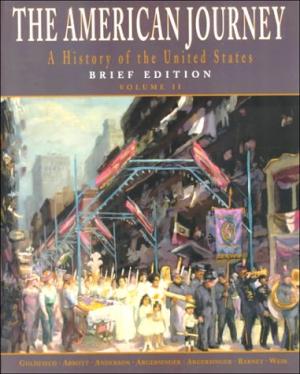 THE AMERICAN JOURNEY
A History of the United States
BRIEF EDITION
VOLUME II
GOLDFIELD • ABBOTT • ANDERSON • ARGERSINGER • ARGERSINGER • BARNEY • WEIR